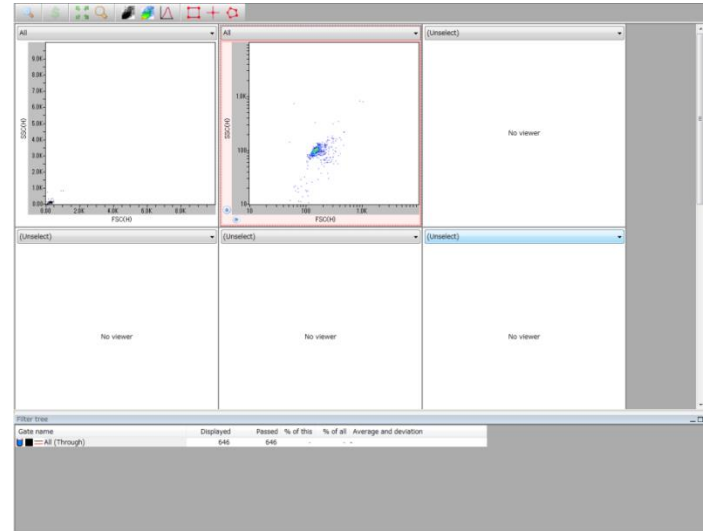 All
All
(Unselect)
9.0K
8.0K
7.0K
6.0K
5.0K
4.0K
3.0K
2.0K
1.0K
0.00
SSC(H)
0.00
2.0K
4.0K
6.0K
8.0K
FSC(H)
1.0K
100
10
SSC(H)
10
100
1.0K
FSC(H)
No viewer
(Unselect)
(Unselect)
(Unselect)
No viewer
No viewer
No viewer
Filter tree
Gate name Displayed Passed % of this % of all Average and deviation
All (Through) 646 646 - - -